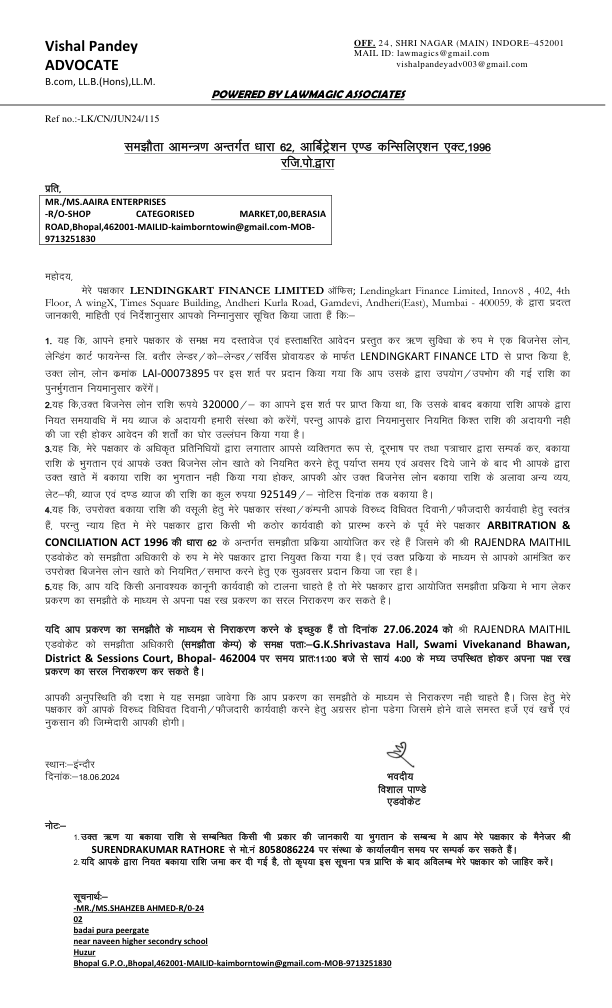 Vishal Pandey
ADVOCATE
B.com, LL.B.(Hons),LL.M.
OFF. 24, SHRI NAGAR (MAIN) INDORE–452001
MAIL ID: lawmagics@gmail.com
vishalpandeyadv003@gmail.com
POWERED BY LAWMAGIC ASSOCIATES
Ref no.:-LK/CN/JUN24/115
समझौता आमन्त्रण अन्तर्गत धारा 62, आर्बिट्रेशन एण्ड कन्सिलिएशन एक्ट,1996
रजि.पो.द्वारा
प्रति,
MR./MS.AAIRA ENTERPRISES
-R/O-SHOP CATEGORISED MARKET,00,BERASIA
ROAD,Bhopal,462001-MAILID-kaimborntowin@gmail.com-MOB-
9713251830
महोदय,
मेरे पक्षकार LENDINGKART FINANCE LIMITED ऑफिस; Lendingkart Finance Limited, Innov8 , 402, 4th
Floor, A wingX, Times Square Building, Andheri Kurla Road, Gamdevi, Andheri(East), Mumbai - 400059, के द्वारा प्रदत्त
जानकारी, माहिती एवं निर्देशानुसार आपको निम्नानुसार सूचित किया जाता हैं कि:–
1. यह कि, आपने हमारे पक्षकार के समक्ष मय दस्तावेज एवं हस्ताक्षरित आवेदन प्रस्तुत कर ऋण सुविधा के रुप मे एक बिजनेस लोन,
लेन्डिंग कार्ट फायनेन्स लि. बतौर लेन्डर/को–लेन्डर/सर्विस प्रोवायडर के मार्फत LENDINGKART FINANCE LTD से प्राप्त किया है,
उक्त लोन, लोन क्रमांक LAI-00073895 पर इस शर्त पर प्रदान किया गया कि आप उसके द्वारा उपयोग/उपभोग की गई राशि का
पुनर्मुगतान नियमानुसार करेंगें।
2.यह कि,उक्त बिजनेस लोन राशि रूपये 320000/– का आपने इस शर्त पर प्राप्त किया था, कि उसके बाबद बकाया राशि आपके द्वारा
नियत समयावधि में मय ब्याज के अदायगी हमारी संस्था को करेंगें, परन्तु आपके द्वारा नियमानुसार नियमित किश्त राशि की अदायगी नही
की जा रही होकर आवेदन की शर्तों का घोर उल्लंघन किया गया है।
3.यह कि, मेरे पक्षकार के अधिकृत प्रतिनिधियों द्वारा लगातार आपसे व्यक्तिगत रूप से, दूरभाष पर तथा पत्राचार द्वारा सम्पर्क कर, बकाया
राशि के भुगतान एवं आपके उक्त बिजनेस लोन खाते को नियमित करने हेतू पर्याप्त समय एवं अवसर दिये जाने के बाद भी आपके द्वारा
उक्त खाते में बकाया राशि का भुगतान नही किया गया होकर, आपकी ओर उक्त बिजनेस लोन बकाया राशि के अलावा अन्य व्यय,
लेट–फी, ब्याज एवं दण्ड ब्याज की राशि का कुल रुपया 925149/– नोटिस दिनांक तक बकाया है।
4.यह कि, उपरोक्त बकाया राशि की वसूली हेतु मेरे पक्षकार संस्था/कंम्पनी आपके विरुध्द विधिवत दिवानी/फौजदारी कार्यवाही हेतु स्वतंत्र
हैं, परन्तु न्याय हित मे मेरे पक्षकार द्वारा किसी भी कठोर कार्यवाही को प्रारम्भ करने के पूर्व मेरे पक्षकार ARBITRATION &
CONCILIATION ACT 1996 की धारा 62 के अन्तर्गत समझौता प्रक्रिया आयोजित कर रहे हैं जिसमे की श्री RAJENDRA MAITHIL
एडवोकेट को समझौता अधिकारी के रुप मे मेरे पक्षकार द्वारा नियुक्त किया गया है। एवं उक्त प्रक्रिया के माध्यम से आपको आमंत्रित कर
उपरोक्त बिजनेस लोन खाते को नियमित/समाप्त करने हेतु एक सुअवसर प्रदान किया जा रहा है।
5.यह कि, आप यदि किसी अनावश्यक कानूनी कार्यवाही को टालना चाहते है तो मेरे पक्षकार द्वारा आयोजित समझौता प्रक्रिया मे भाग लेकर
प्रकरण का समझौते के माध्यम से अपना पक्ष रख प्रकरण का सरल निराकरण कर सकते है।
यदि आप प्रकरण का समझौते के माध्यम से निराकरण करने के इच्छुक हैं तो दिनांक 27.06.2024 को श्री RAJENDRA MAITHIL
एडवोकेट को समझौता अधिकारी (समझौता केम्प) के समक्ष पता:–G.K.Shrivastava Hall, Swami Vivekanand Bhawan,
District & Sessions Court, Bhopal- 462004 पर समय प्रात:11:00 बजे से सायं 4:00 के मघ्य उपस्थित होकर अपना पक्ष रख
प्रकरण का सरल निराकरण कर सकते है।
आपकी अनुपस्थिति की दशा मे यह समझा जावेगा कि आप प्रकरण का समझौते के माध्यम से निराकरण नही चाहते है। जिस हेतु मेरे
पक्षकार को आपके विरुध्द विधिवत दिवानी/फौजदारी कार्यवाही करने हेतु अग्रसर होना पडेगा जिसमे होने वाले समस्त हर्जे एवं खर्चे एवं
नुकसान की जिम्मेदारी आपकी होगी।
स्थान:–इंन्दौर
दिनांक:–18.06.2024
भवदीय
विशाल पाण्डे
एडवोकेट
नोट:–
1.उक्त ऋण या बकाया राशि से सम्बन्धित किसी भी प्रकार की जानकारी या भुगतान के सम्बन्ध मे आप मेरे पक्षकार के मैनेजर श्री
SURENDRAKUMAR RATHORE से मो.नं 8058086224 पर संस्था के कार्यालयीन समय पर सम्पर्क कर सकते हैं।
2.यदि आपके द्वारा नियत बकाया राशि जमा कर दी गई है, तो कृपया इस सूचना पत्र प्राप्ति के बाद अविलम्ब मेरे पक्षकार को जाहिर करें।
सूचनार्थ:–
-MR./MS.SHAHZEB AHMED-R/0-24
02
badai pura peergate
near naveen higher secondry school
Huzur
Bhopal G.P.O.,Bhopal,462001-MAILID-kaimborntowin@gmail.com-MOB-9713251830